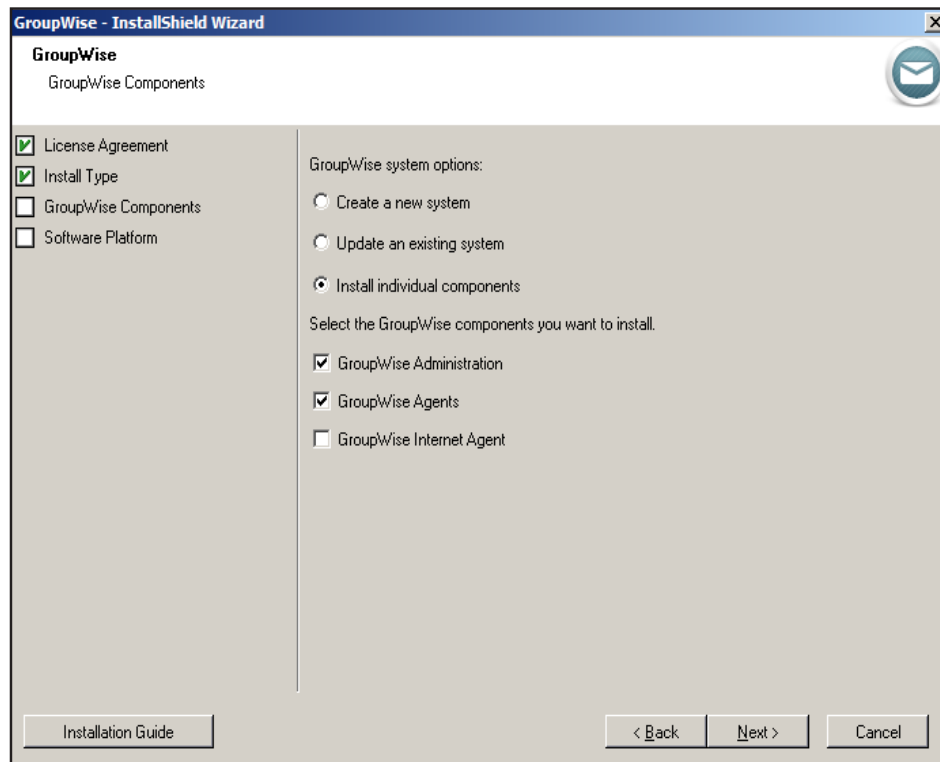 GroupWise - InstallShield Wizard
GroupWise
GroupWise Components
License Agreement
Install Type
GroupWise Components
Software Platform
GroupWise system options:
Create a new system
Update an existing system
Install individual components
Select the GroupWise components you want to install.
GroupWise Administration
GroupWise Agents
GroupWise Internet Agent
Installation Guide
< Back
Next >
Cancel